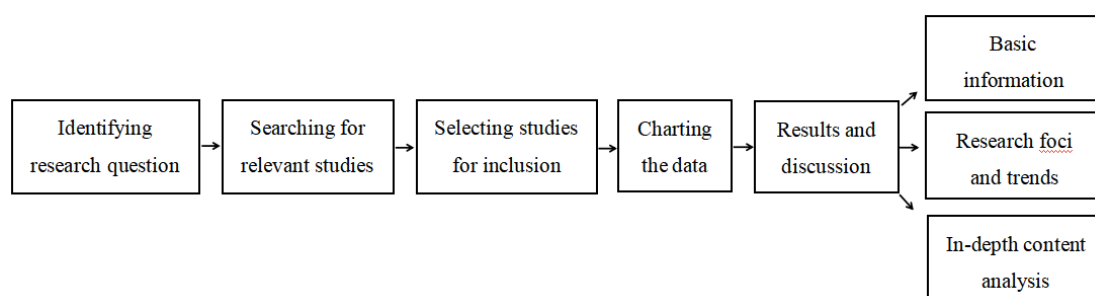 Identifying
research question
Searching for
relevant studies
Selecting studies
for inclusion
Charting
the data
Results and
discussion
Basic
information
Research foci
and trends
In-depth content
analysis